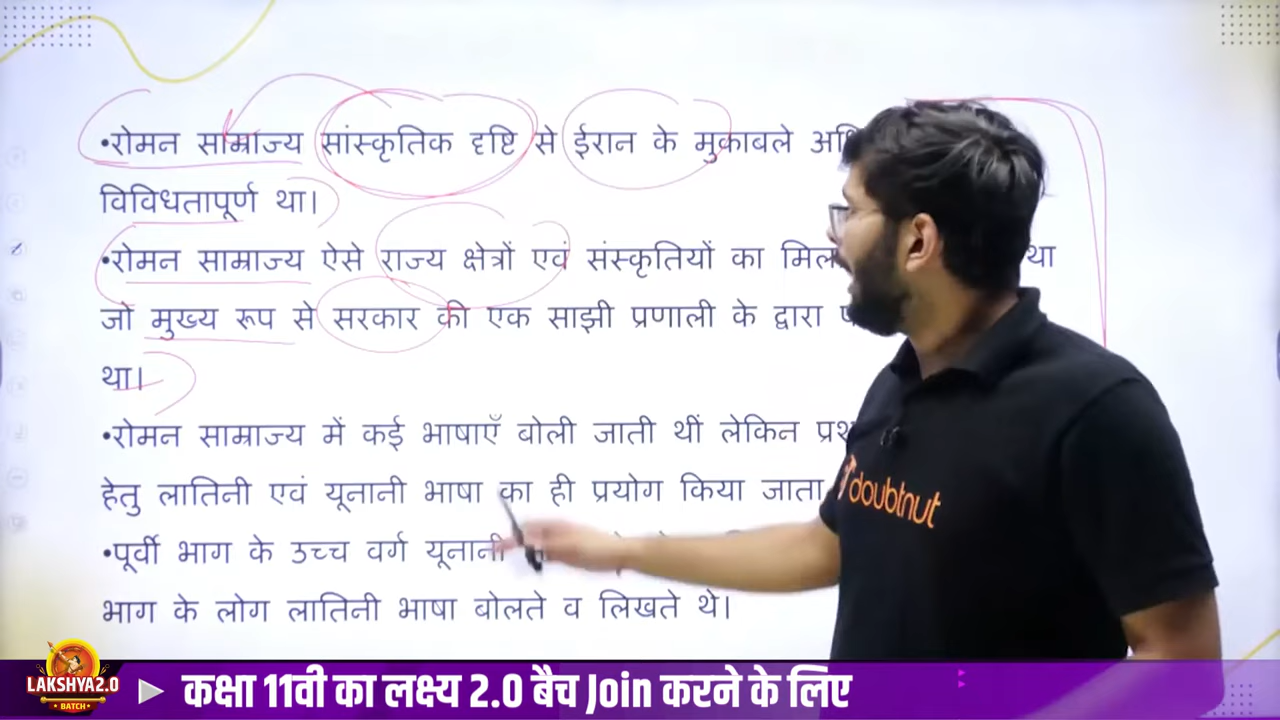 •रोमन साम्राज्य सांस्कृतिक दृष्टि से ईरान के मुकाबले
विविधतापूर्ण था।
•रोमन साम्राज्य ऐसे राज्य क्षेत्रों एवं संस्कृतियों का था
जो मुख्य रूप से सरकार की एक साझी प्रणाली के द्वारा
था।
•रोमन साम्राज्य में कई भाषाएँ बोली जाती थीं लेकिन
हेतु लातिनी एवं यूनानी भाषा का ही प्रयोग किया जाता
•पूर्वी भाग के उच्च वर्ग यूनानी
भाग के लोग लातिनी भाषा बोलते व लिखते थे।
doubtnut
LAKSHYA2.0
BATCH
कक्षा 11वी का लक्ष्य 2.0 बैच Join करने के लिए